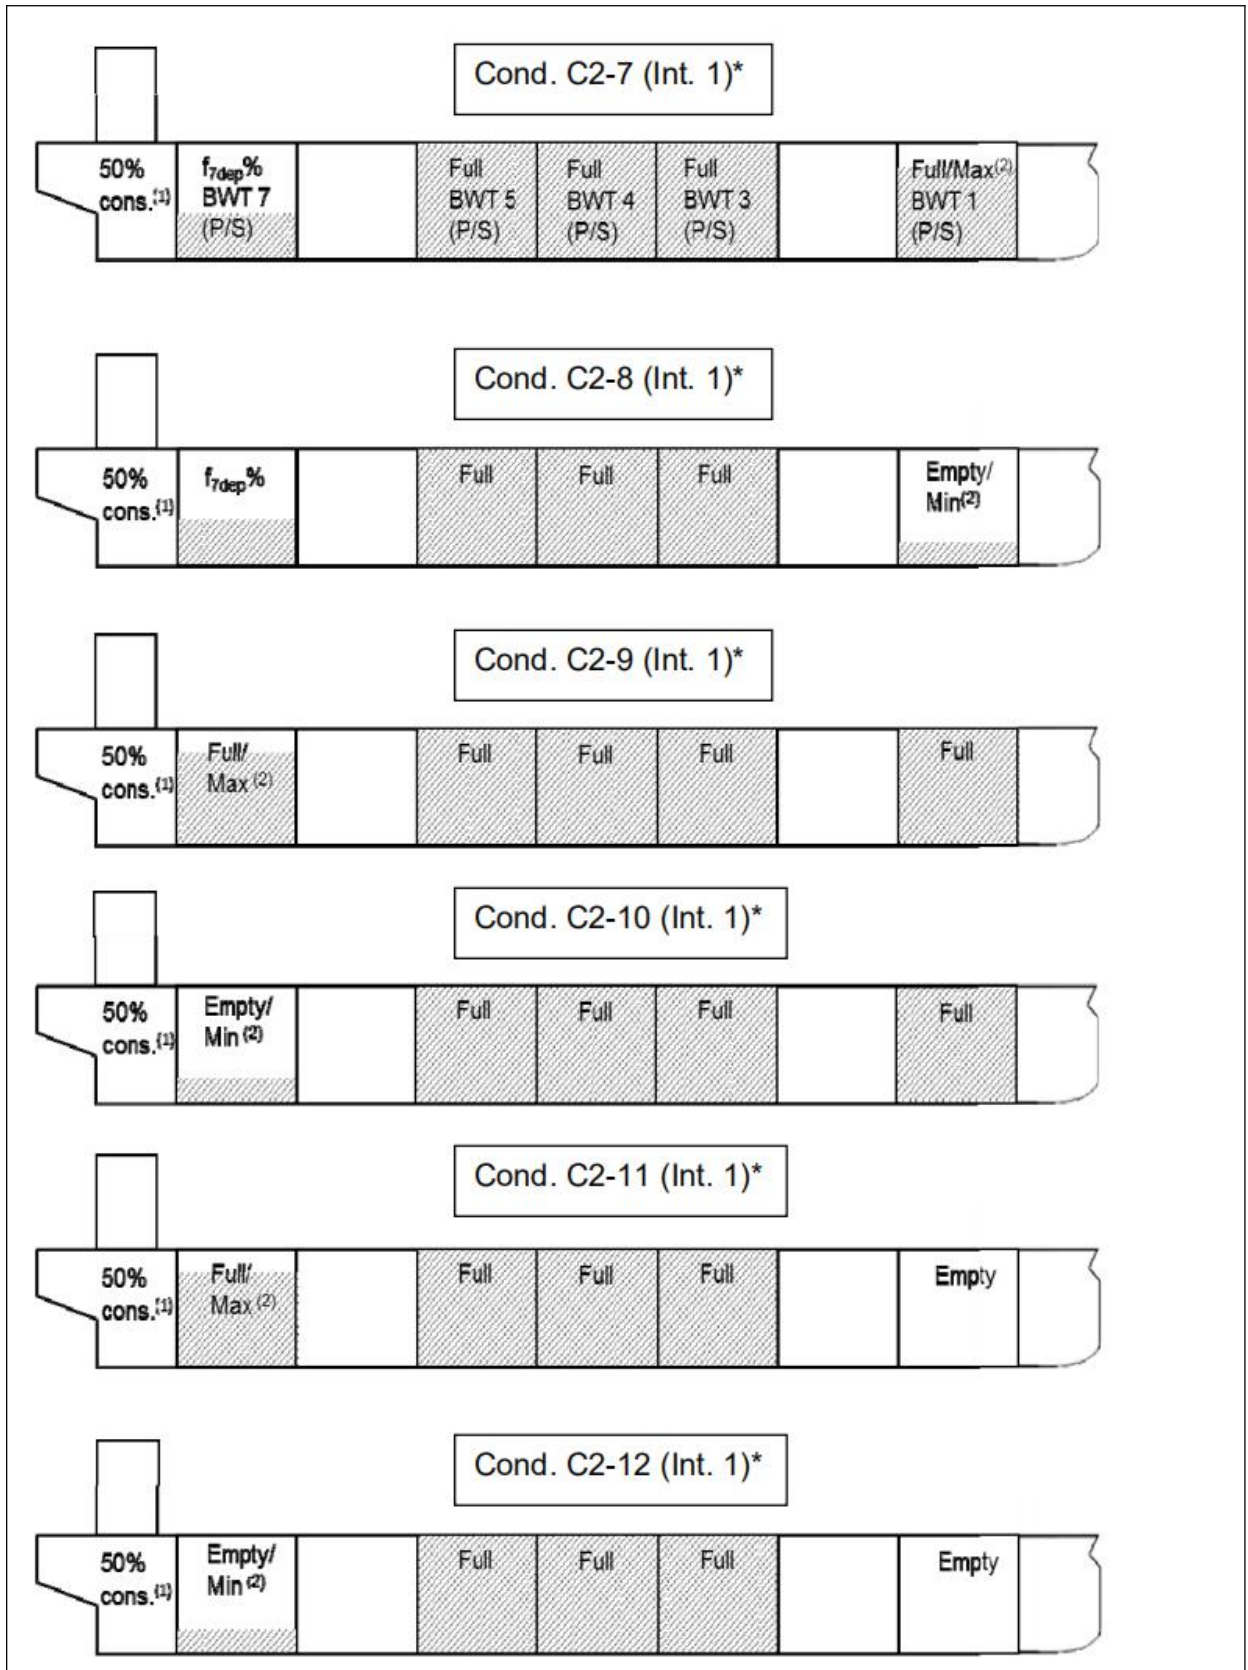 Cond. C2-7 (Int. 1)*
50%
cons.(1)
f7dep%
BWT 7
(P/S)
Full
BWT 5
(P/S)
Full
BWT 4
(P/S)
Full
BWT 3
(P/S)
Full/Max(2)
BWT 1
(P/S)
Cond. C2-8 (Int. 1)*
50%
cons.(1)
f7dep%
Full
Full
Full
Empty/
Min(2)
Cond. C2-9 (Int. 1)*
50%
cons.(1)
Full/
Max (2)
Full
Full
Full
Full
Cond. C2-10 (Int. 1)*
50%
cons.(1)
Empty/
Min (2)
Full
Full
Full
Full
Cond. C2-11 (Int. 1)*
50%
cons.(1)
Full/
Max (2)
Full
Full
Full
Empty
Cond. C2-12 (Int. 1)*
50%
cons.(1)
Empty/
Min (2)
Full
Full
Full
Empty